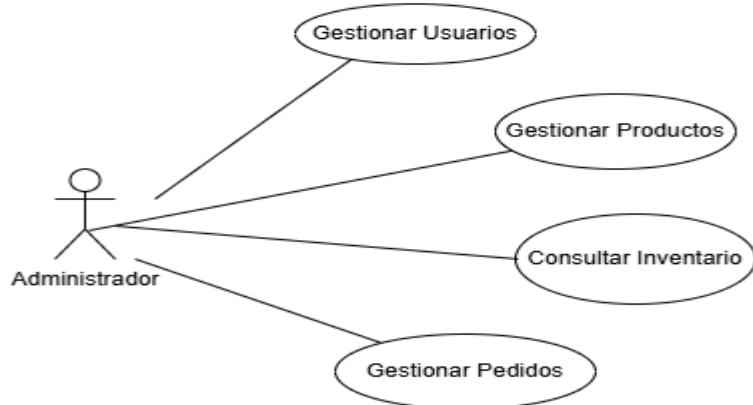 Gestionar Usuarios
Gestionar Productos
Consultar Inventario
Administrador
Gestionar Pedidos